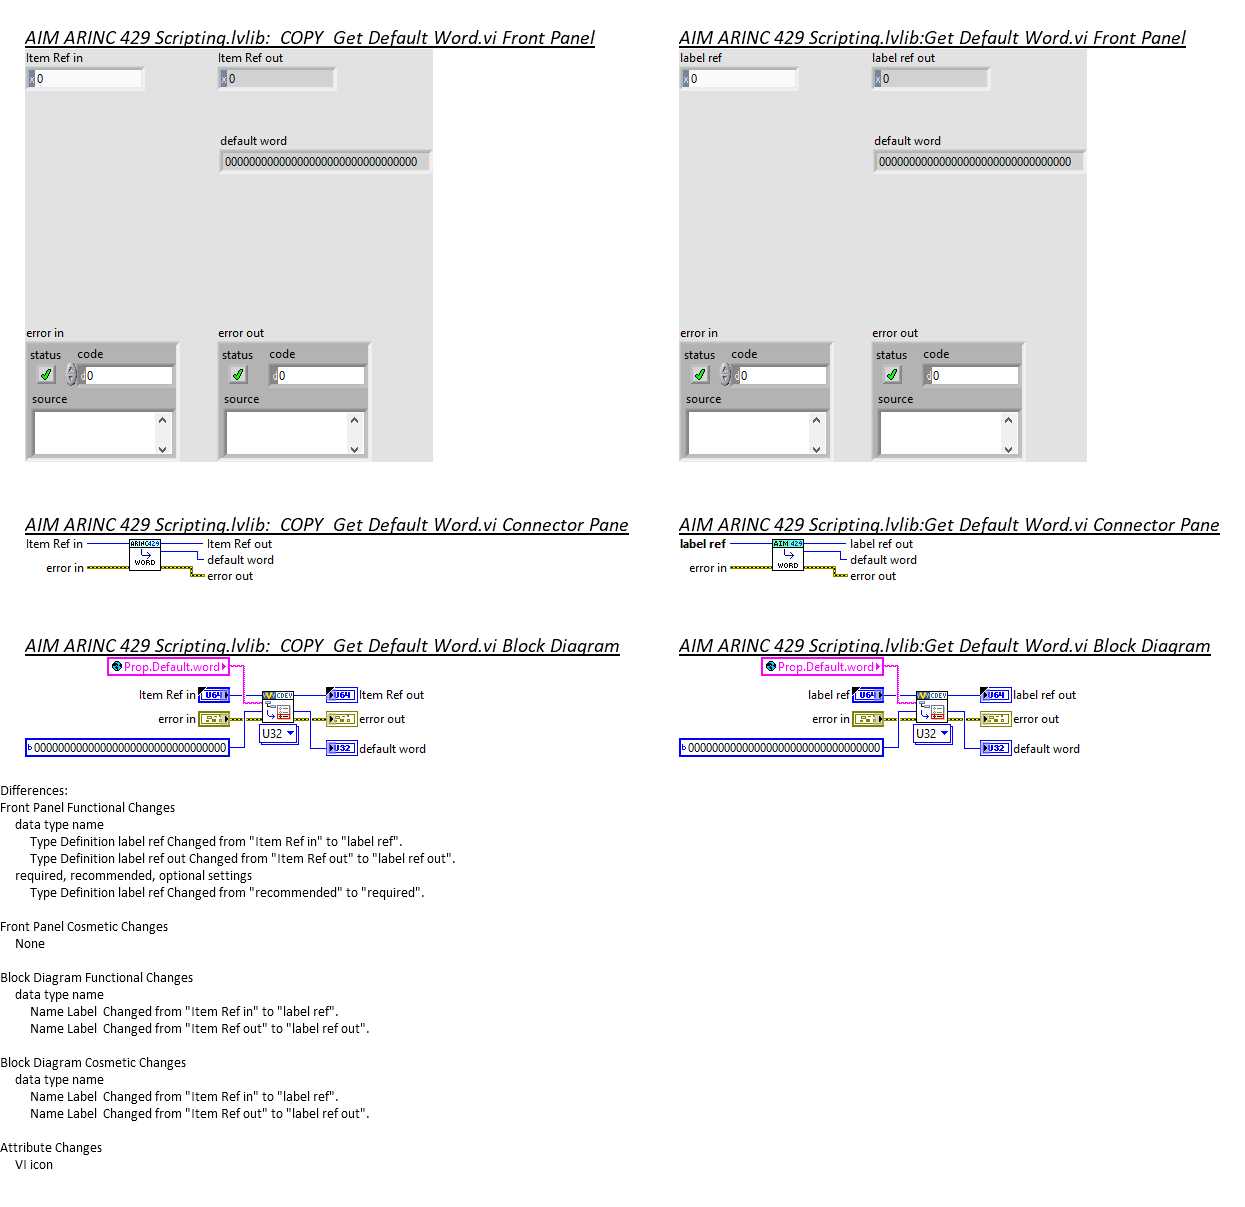 AIM ARINC 429 Scripting.lvlib:_COPY_Get Default Word.vi Front Panel
Item Ref in
Item Ref out
x 0
x 0
default word
00000000000000000000000000000000
error in
error out
status code
status code
d 0
d 0
source
source
AIM ARINC 429 Scripting.lvlib:Get Default Word.vi Front Panel
label ref
label ref out
x 0
x 0
default word
00000000000000000000000000000000
error in
error out
status code
status code
d 0
d 0
source
source
AIM ARINC 429 Scripting.lvlib:_COPY_Get Default Word.vi Connector Pane
Item Ref in
ARINC429
Item Ref out
WORD
default word
error in
error out
AIM ARINC 429 Scripting.lvlib:Get Default Word.vi Connector Pane
label ref
AIM 429
label ref out
WORD
default word
error in
error out
AIM ARINC 429 Scripting.lvlib:_COPY_Get Default Word.vi Block Diagram
Prop.Default.word
Item Ref in
U64
CDEV
U64
Item Ref out
error in
error out
U32
b 00000000000000000000000000000000
U32
default word
AIM ARINC 429 Scripting.lvlib:Get Default Word.vi Block Diagram
Prop.Default.word
label ref
U64
CDEV
U64
label ref out
error in
error out
U32
b 00000000000000000000000000000000
U32
default word
Differences:
Front Panel Functional Changes
data type name
Type Definition label ref Changed from "Item Ref in" to "label ref".
Type Definition label ref out Changed from "Item Ref out" to "label ref out".
required, recommended, optional settings
Type Definition label ref Changed from "recommended" to "required".
Front Panel Cosmetic Changes
None
Block Diagram Functional Changes
data type name
Name Label  Changed from "Item Ref in" to "label ref".
Name Label  Changed from "Item Ref out" to "label ref out".
Block Diagram Cosmetic Changes
data type name
Name Label  Changed from "Item Ref in" to "label ref".
Name Label  Changed from "Item Ref out" to "label ref out".
Attribute Changes
VI icon